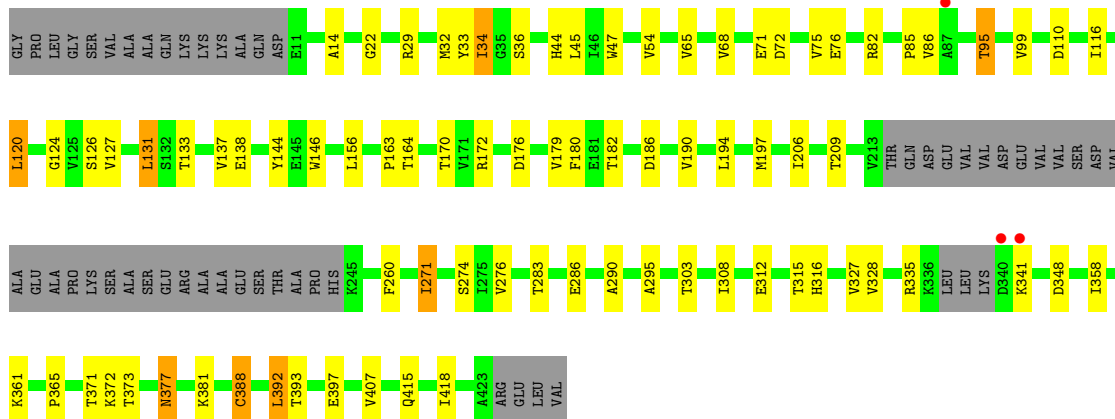 GLY PRO LEU GLY SER VAL ALA ALA GLN LYS LYS LYS ALA GLN ASP E11 A14 G22 R29 M32 Y33 I34 G35 S36 H44 L45 I46 W47 V54 V65 V68 E71 D72 V75 E76 R82 P85 V86 A87 T95 V99 D110 I116
L120 G124 V125 S126 V127 L131 S132 T133 V137 E138 Y144 E145 W146 L156 P163 T164 T170 V171 R172 D176 V179 F180 E181 T182 D186 V190 L194 M197 I206 T209 V213 THR GLN ASP GLU VAL VAL ASP GLU VAL VAL SER ASP VAL
ALA GLU ALA PRO LYS SER ALA SER GLU ARG ALA ALA GLU SER THR ALA PRO HIS K245 F260 I271 S274 I275 V276 T283 E286 A290 A295 T303 I308 E312 T315 H316 V327 V328 R335 K336 LEU LEU LYS D340 K341 D348 I358
K361 P365 T371 K372 T373 N377 K381 C388 L392 T393 E397 V407 Q415 I418 A423 ARG GLU LEU VAL